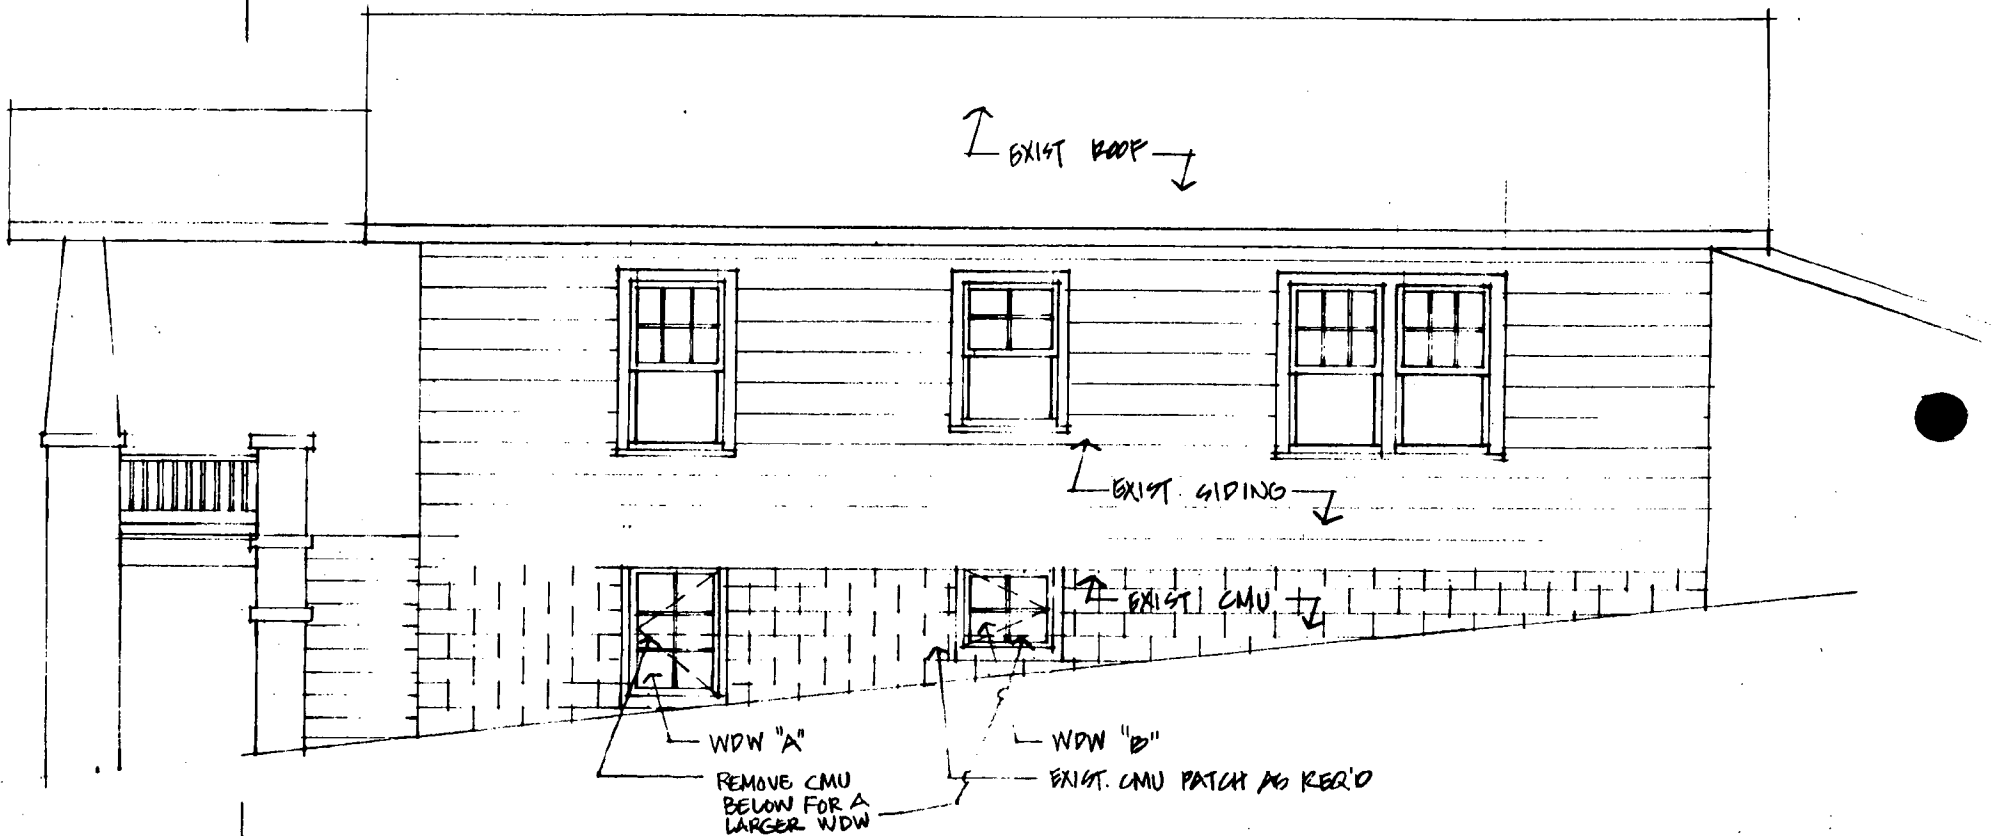 EXIST ROOF
EXIST. SIDING
EXIST CMU
WDW "A"
REMOVE CMU
BELOW FOR A
LARGER WDW
WDW "B"
EXIST. CMU PATCH AS REQ'D